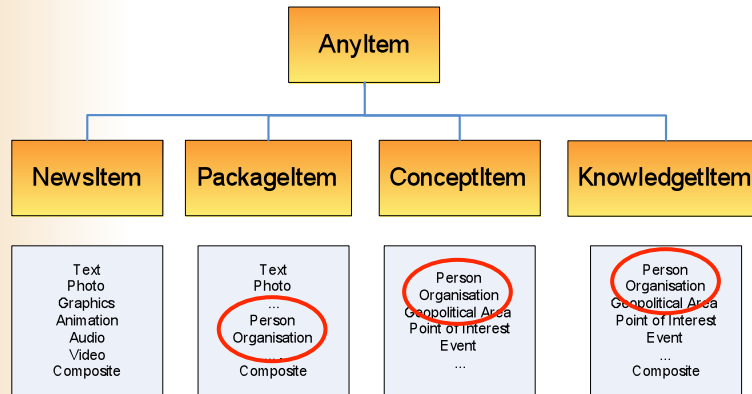 AnyItem
NewsItem
PackageItem
ConceptItem
KnowledgetItem
Text
Photo
Graphics
Animation
Audio
Video
Composite
Text
Photo
...
Person
Organisation
... ..
Composite
Person
Organisation
Geopolitical Area
Point of Interest
Event
...
Person
Organisation
Geopolitical Area
Point of Interest
Event
...
Composite